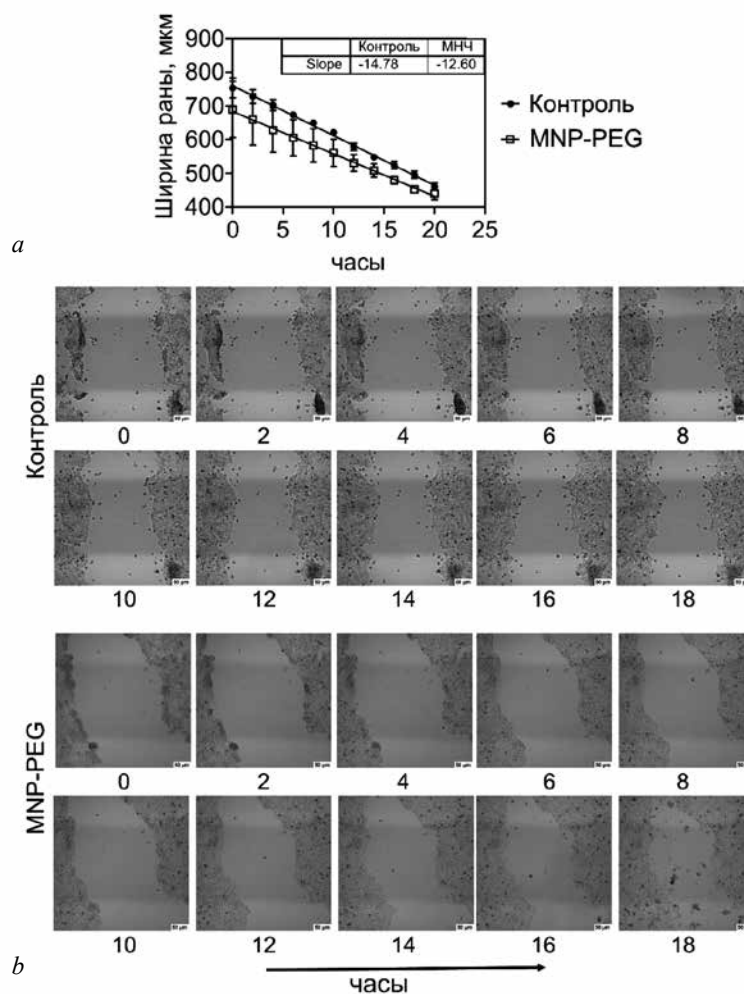 900
800
700
600
500
400
Ширина раны, мкм
Контроль МНЧ
Slope -14.78 -12.60
Контроль
MNP-PEG
0 5 10 15 20 25
часы
a
Контроль
0 2 4 6 8
10 12 14 16 18
MNP-PEG
0 2 4 6 8
10 12 14 16 18
b
часы